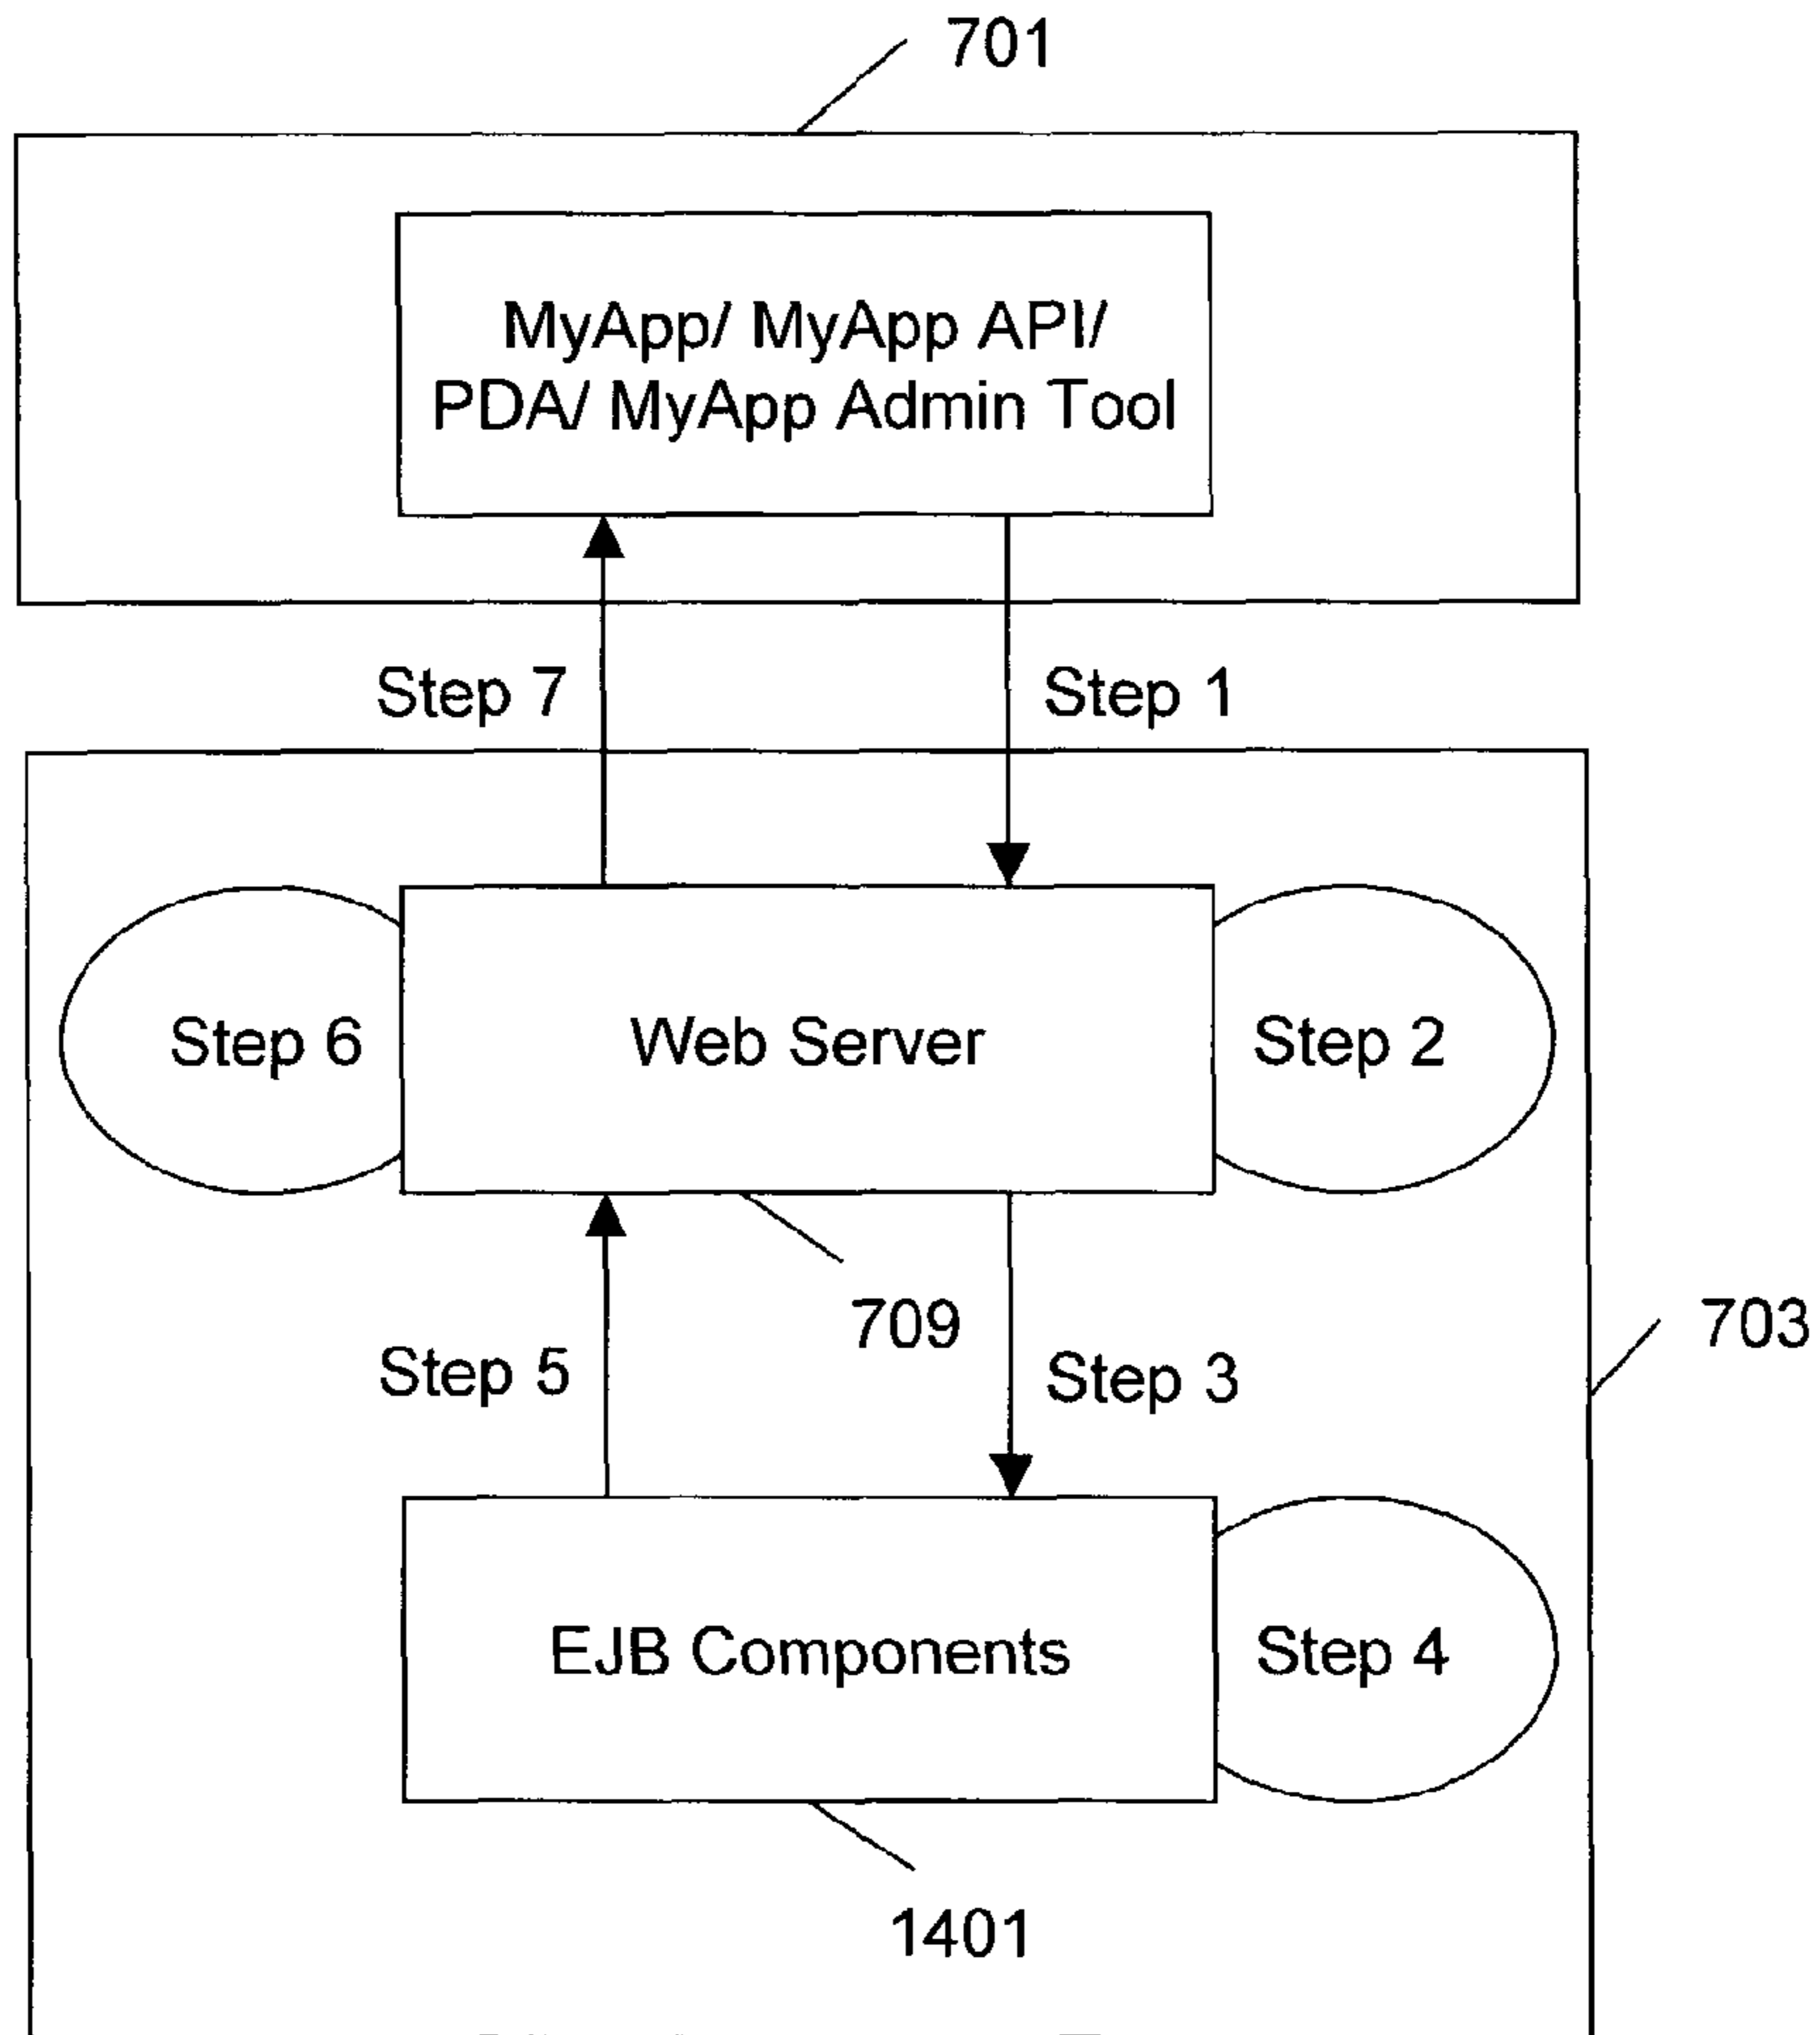 701
MyApp/ MyApp API/
PDA/ MyApp Admin Tool
Step 7
Step 1
Step 6
Web Server
Step 2
709
703
Step 5
Step 3
EJB Components
Step 4
1401